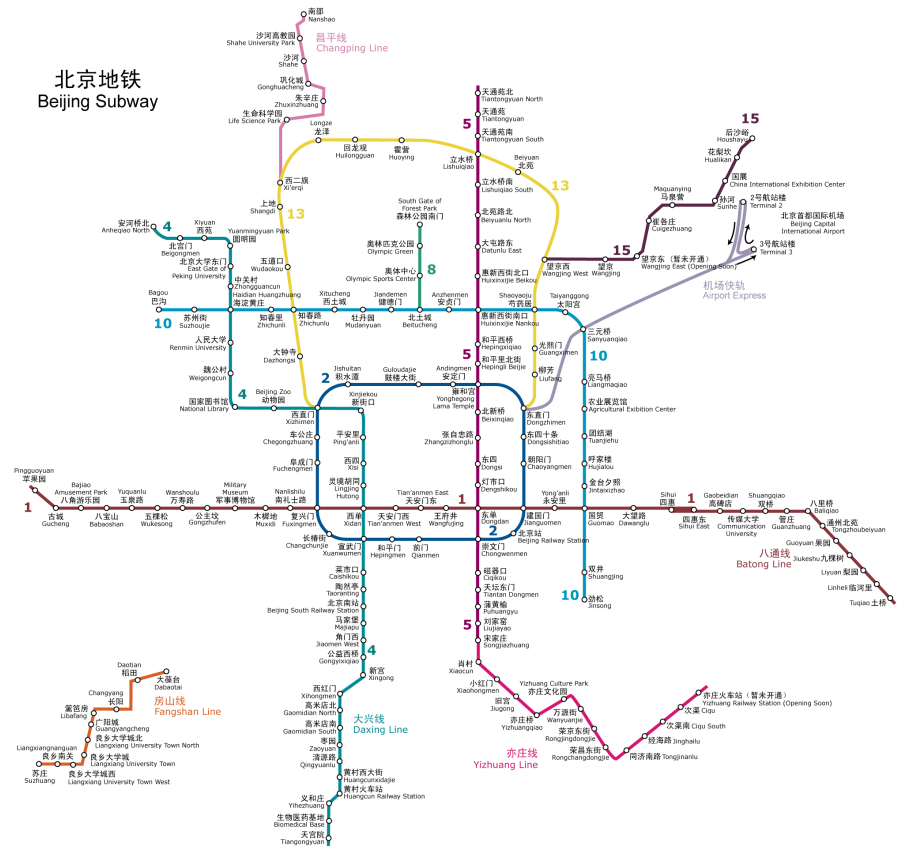 北京地铁
Beijing Subway
昌平线
Changping Line
南邵
Nanshao
沙河高教园
Shahe University Park
沙河
Shahe
巩化城
Gonghuacheng
朱辛庄
Zhuxinzhuang
生命科学园
Life Science Park
Longze
龙泽
回龙观
Huilongguan
霍营
Huoying
立水桥
Lishuiqiao
Beiyuan
北苑
西二旗
Xi'erqi
上地
Shangdi
13
13
五道口
Wudaokou
大钟寺
Dazhongsi
5
天通苑北
Tiantongyuan North
天通苑
Tiantongyuan
天通苑南
Tiantongyuan South
立水桥南
Lishuiqiao South
北苑路北
Beiyuanlu North
大屯路东
Datunlu East
惠新西街北口
Huixinxijie Beikou
惠新西街南口
Huixinxijie Nankou
5
和平西桥
Hepingxiqiao
和平里北街
Hepingli Beijie
雍和宫
Yonghegong
Lama Temple
北新桥
Beixinqiao
张自忠路
Zhangzizhonglu
东四
Dongsi
灯市口
Dengshikou
东单
Dongdan
崇文门
Chongwenmen
磁器口
Ciqikou
天坛东门
Tiantan Dongmen
蒲黄榆
Puhuangyu
刘家窑
Liujiayao
5
宋家庄
Songjiazhuang
15
后沙峪
Houshayu
花梨坎
Hualikan
国展
China International Exhibition Center
孙河
Sunhe
Maquanying
马泉营
崔各庄
Cuigezhuang
15
望京东（暂未开通）
Wangjing East (Opening Soon)
望京
Wangjing
望京西
Wangjing West
2号航站楼
Terminal 2
3号航站楼
Terminal 3
北京首都国际机场
Beijing Capital
International Airport
机场快轨
Airport Express
South Gate of
Forest Park
森林公园南门
奥林匹克公园
Olympic Green
奥体中心
Olympic Sports Center
8
安河桥北
Anheqiao North
4
北宫门
Beigongmen
Xiyuan
西苑
Yuanmingyuan Park
圆明园
北京大学东门
East Gate of
Peking University
中关村
Zhongguancun
Haidian Huangzhuang
海淀黄庄
人民大学
Renmin University
魏公村
Weigongcun
国家图书馆
National Library
4
Beijing Zoo
动物园
西直门
Xizhimen
Xinjiekou
新街口
平安里
Ping'anli
西四
Xisi
灵境胡同
Lingjing
Hutong
西单
Xidan
宣武门
Xuanwumen
菜市口
Caishikou
陶然亭
Taoranting
北京南站
Beijing South Railway Station
马家堡
Majiapu
角门西
Jiaomen West
公益西桥
Gongyixiqiao
4
新宫
Xingong
Bagou
巴沟
10
苏州街
Suzhoujie
知春里
Zhichunli
知春路
Zhichunlu
Xitucheng
西土城
牡丹园
Mudanyuan
Jiandemen
健德门
北土城
Beitucheng
Anzhenmen
安贞门
Shaoyaoju
芍药居
Taiyanggong
太阳宫
三元桥
Sanyuanqiao
10
亮马桥
Liangmaqiao
农业展览馆
Agricultural Exhibition Center
团结湖
Tuanjiehu
呼家楼
Hujialou
金台夕照
Jintaixizhao
国贸
Guomao
双井
Shuangjing
10
劲松
Jinsong
光熙门
Guangximen
柳芳
Liufang
东直门
Dongzhimen
2
Jishuitan
积水潭
Guloudajie
鼓楼大街
Andingmen
安定门
东四十条
Dongsishitiao
朝阳门
Chaoyangmen
建国门
Jianguomen
北京站
Beijing Railway Station
2
前门
Qianmen
和平门
Hepingmen
长椿街
Changchunjie
复兴门
Fuxingmen
阜成门
Fuchengmen
车公庄
Chegongzhuang
Pingguoyuan
苹果园
1
古城
Gucheng
Bajiao
Amusement Park
八角游乐园
八宝山
Babaoshan
Yuquanlu
玉泉路
五棵松
Wukesong
Wanshoulu
万寿路
公主坟
Gongzhufen
Military
Museum
军事博物馆
木樨地
Muxidi
Nanlishilu
南礼士路
天安门西
Tian'anmen West
Tian'anmen East
天安门东
王府井
Wangfujing
1
Yong'anli
永安里
大望路
Dawanglu
Sihui
四惠
1
四惠东
Sihui East
Gaobeidian
高碑店
传媒大学
Communication
University
Shuangqiao
双桥
管庄
Guanzhuang
八里桥
Baliqiao
通州北苑
Tongzhoubeiyuan
Guoyuan 果园
Jiukeshu 九棵树
Liyuan 梨园
Linheli 临河里
Tuqiao 土桥
八通线
Batong Line
房山线
Fangshan Line
Daotian
稻田
大葆台
Dabaotai
Changyang
长阳
篱笆房
Libafang
广阳城
Guangyangcheng
良乡大学城北
Liangxiang University Town North
良乡大学城
Liangxiang University Town
良乡大学城西
Liangxiang University Town West
Liangxiangnanguan
良乡南关
苏庄
Suzhuang
大兴线
Daxing Line
西红门
Xihongmen
高米店北
Gaomidian North
高米店南
Gaomidian South
枣园
Zaoyuan
清源路
Qingyuanlu
黄村西大街
Huangcunxidajie
黄村火车站
Huangcun Railway Station
义和庄
Yihezhuang
生物医药基地
Biomedical Base
天宫院
Tiangongyuan
亦庄线
Yizhuang Line
肖村
Xiaocun
小红门
Xiaohongmen
旧宫
Jiugong
亦庄桥
Yizhuangqiao
Yizhuang Culture Park
亦庄文化园
万源街
Wanyuanjie
荣京东街
Rongjingdongjie
荣昌东街
Rongchangdongjie
同济南路 Tongjinanlu
经海路 Jinghailu
次渠南 Ciqu South
次渠 Ciqu
亦庄火车站（暂未开通）
Yizhuang Railway Station (Opening Soon)